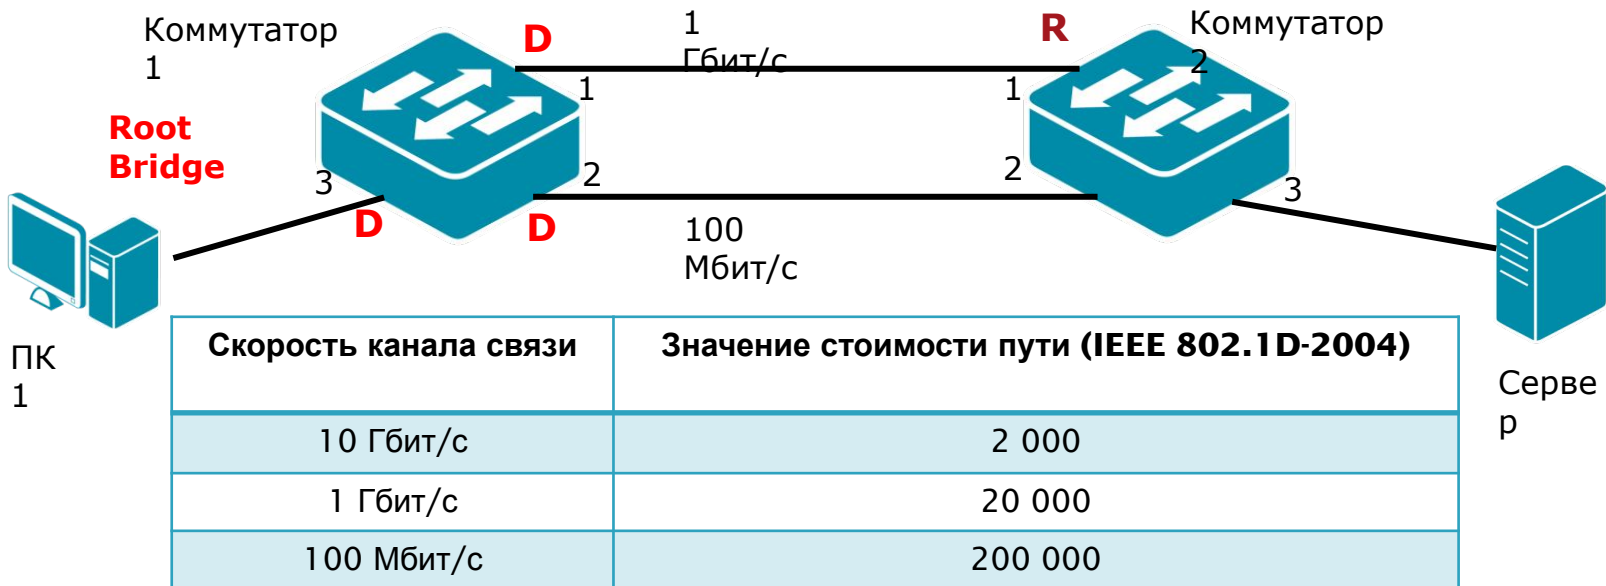 Коммутатор
1
D
1
Гбит/с
R
Коммутатор
2
1
1
Root
Bridge
3
2
2
3
D
D
100
Мбит/с
ПК
1
Серве
р
Скорость канала связи
Значение стоимости пути (IEEE 802.1D-2004)
10 Гбит/с
2 000
1 Гбит/с
20 000
100 Мбит/с
200 000